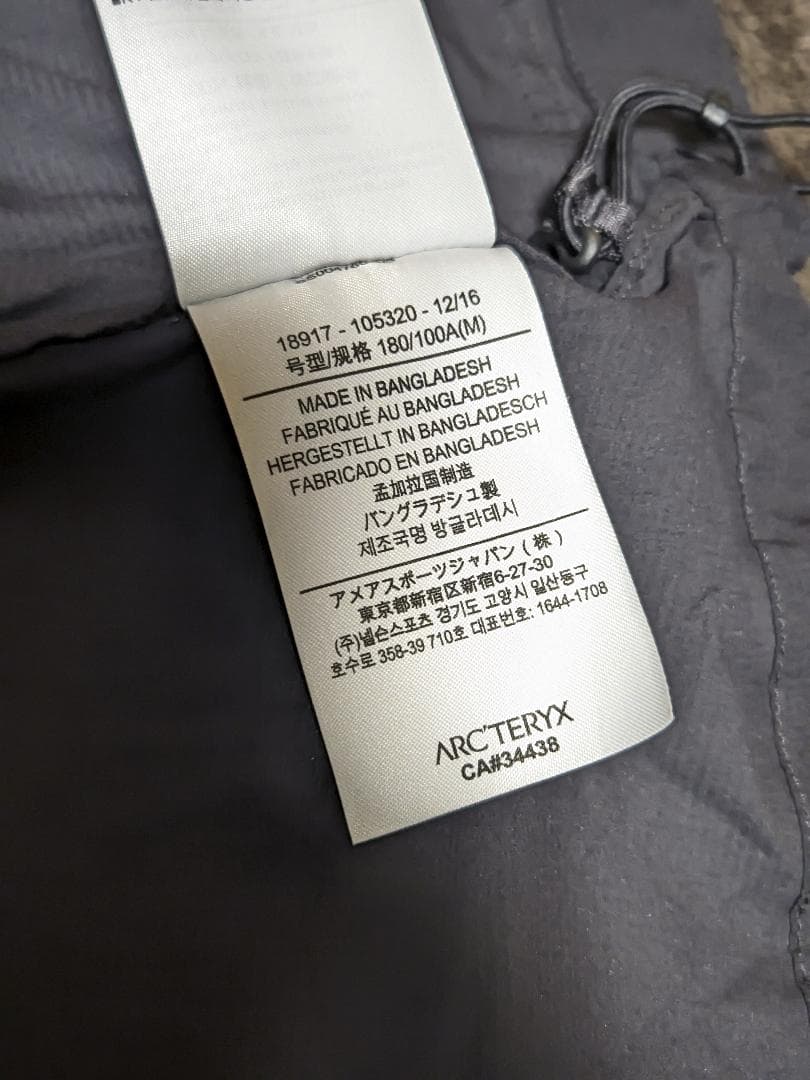 18917 - 105320 - 12/16
号型/规格 180/100A(M)
MADE IN BANGLADESH
FABRIQUÉ AU BANGLADESH
HERGESTELLT IN BANGLADESCH
FABRICADO EN BANGLADESH
孟加拉国制造
バングラデシュ製
제조국명 방글라데시
アメアスポーツジャパン ( 株 )
東京都新宿区新宿6-27-30
(주)넬슨스포츠 경기도 고양시 일산동구
호수로 358-39 710호 대표번호: 1644-1708
ARC'TERYX
CA#34438